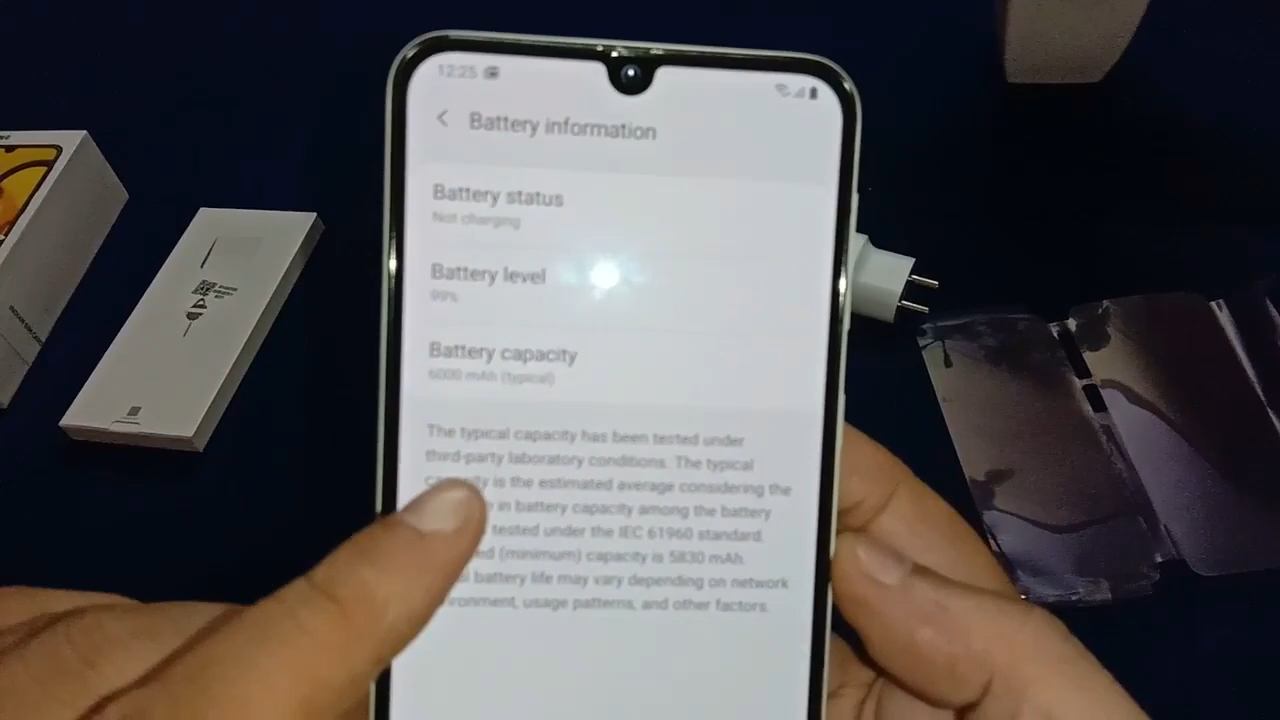 12:25
Battery information
Battery status
Not charging
Battery level
99%
Battery capacity
6000 mAh (typical)
The typical capacity has been tested under
third-party laboratory conditions. The typical
is the estimated average considering the
in battery capacity among the battery
tested under the IEC 61960 standard.
(minimum) capacity is 5830 mAh.
battery life may vary depending on network
usage patterns, and other factors.